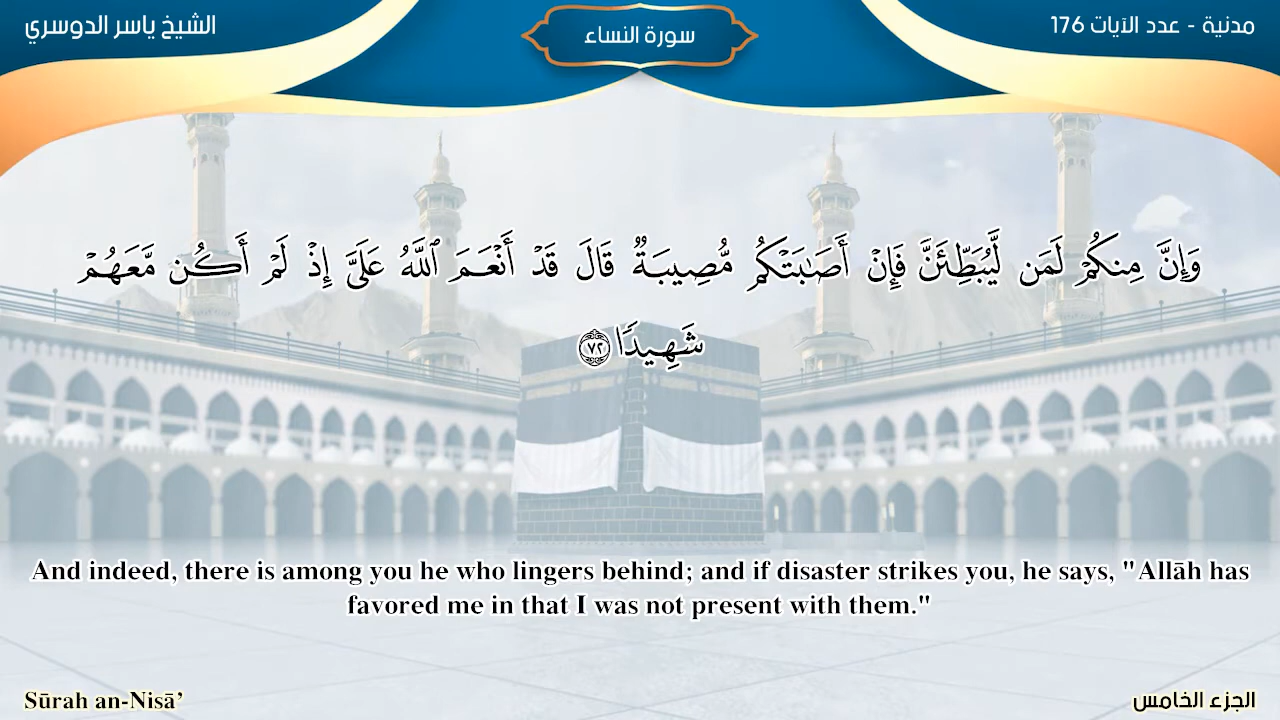 مدنية - عدد الآيات 176
سورة النساء
الشيخ ياسر الدوسري
وَإِنَّ مِنكُمْ لَمَن لَّيُبَطِّئَنَّ فَإِنْ أَصَـٰبَتْكُم مُّصِيبَةٌ قَالَ قَدْ أَنْعَمَ ٱللَّهُ عَلَىَّ إِذْ لَمْ أَكُن مَّعَهُمْ
شَهِيدًا ٧٢
And indeed, there is among you he who lingers behind; and if disaster strikes you, he says, "Allāh has
favored me in that I was not present with them."
Sūrah an-Nisā’
الجزء الخامس